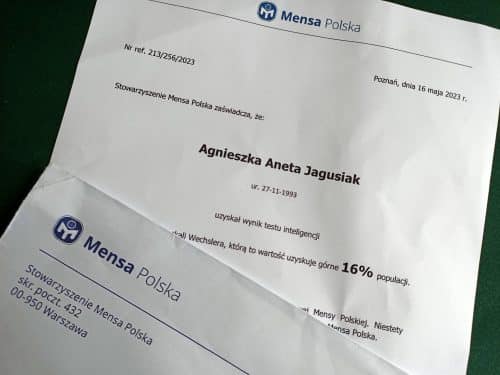 Mensa Polska
Nr ref. 213/256/2023
Poznań, dnia 16 maja 2023 r.
Stowarzyszenie Mensa Polska zaświadcza, że:
Agnieszka Aneta Jagusiak
ur. 27-11-1993
uzyskał wynik testu inteligencji
Wechslera, którą to wartość uzyskuje górne 16% populacji.
Mensy Polskiej. Niestety
Mensa Polska.
Mensa Polska
Stowarzyszenie Mensa Polska
skr. poczt. 432
00-950 Warszawa